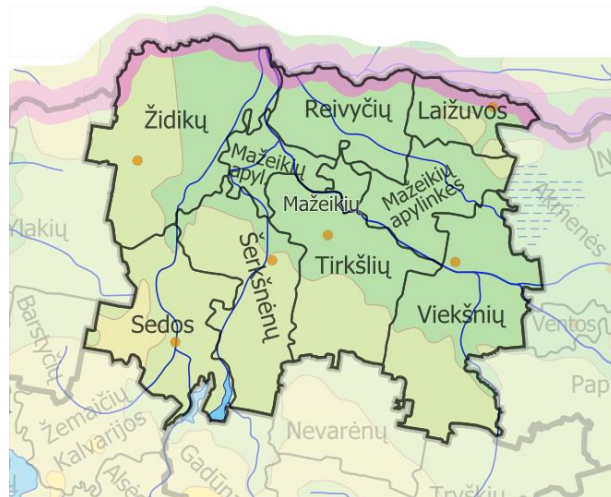 Židikų
Reivyčių
Laižuvos
Mažeikių
apyl.
Mažeikių
Mažeikių
apylinkės
Akmenės
Ylakių
Šerkšnėnų
Tirkšlių
Viekšnių
Sedos
Barstyčių
Ventos
Žemaičių
Kalvarijos
Nevarėnų
Pap
Alsė
Gadūna
Tryškių